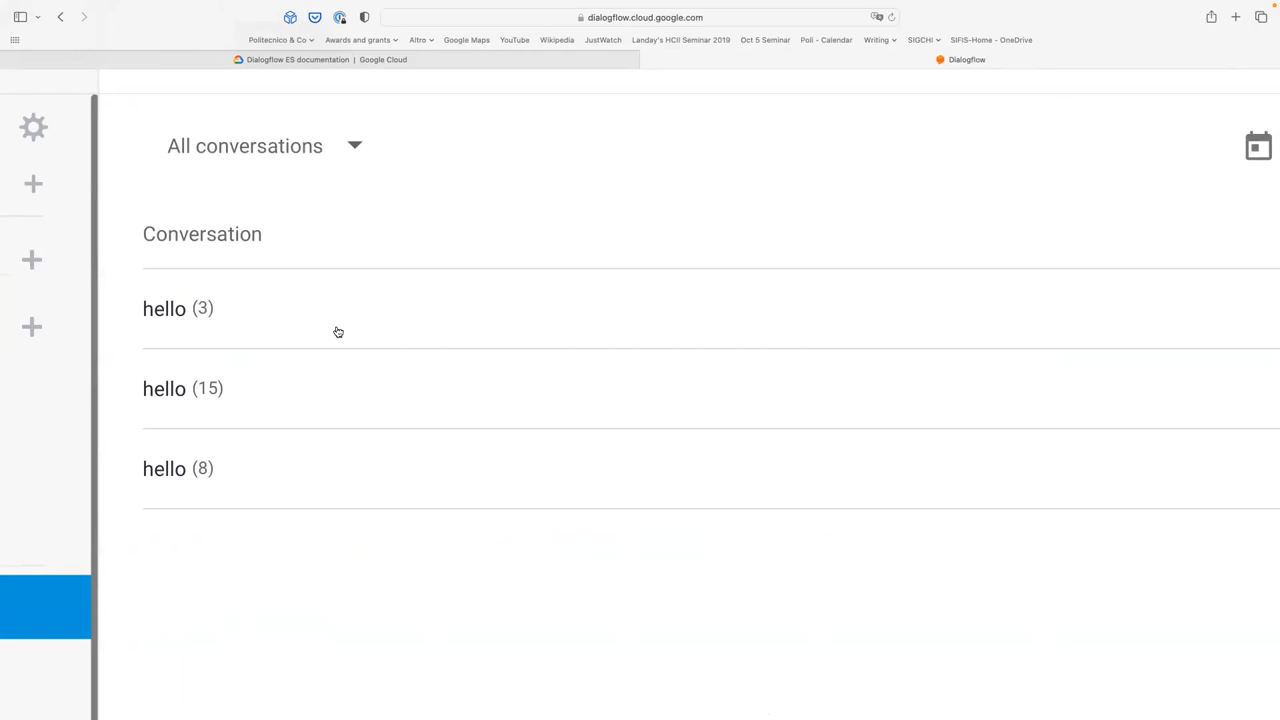 dialogflow.cloud.google.com
Politecnico & Co Awards and grants Altro Google Maps YouTube Wikipedia JustWatch Landay's HCII Seminar 2019 Oct 5 Seminar Poli - Calendar Writing SIGCHI SIFIS-Home - OneDrive
Dialogflow ES documentation | Google Cloud Dialogflow
All conversations
Conversation
hello (3)
hello (15)
hello (8)